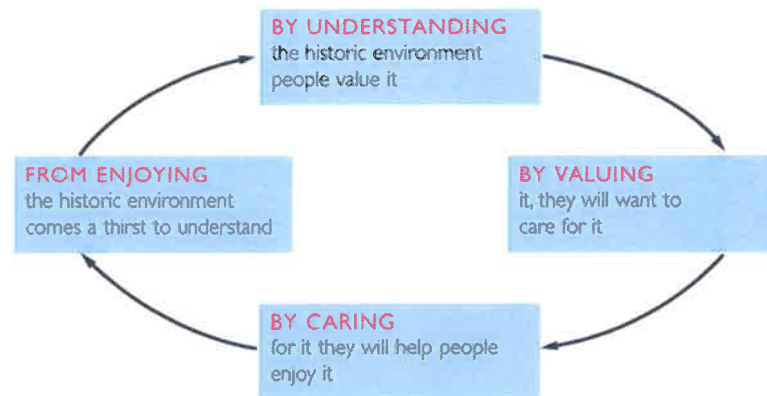 BY UNDERSTANDING
the historic environment
people value it
BY VALUING
it, they will want to
care for it
BY CARING
for it they will help people
enjoy it
FROM ENJOYING
the historic environment
comes a thirst to understand